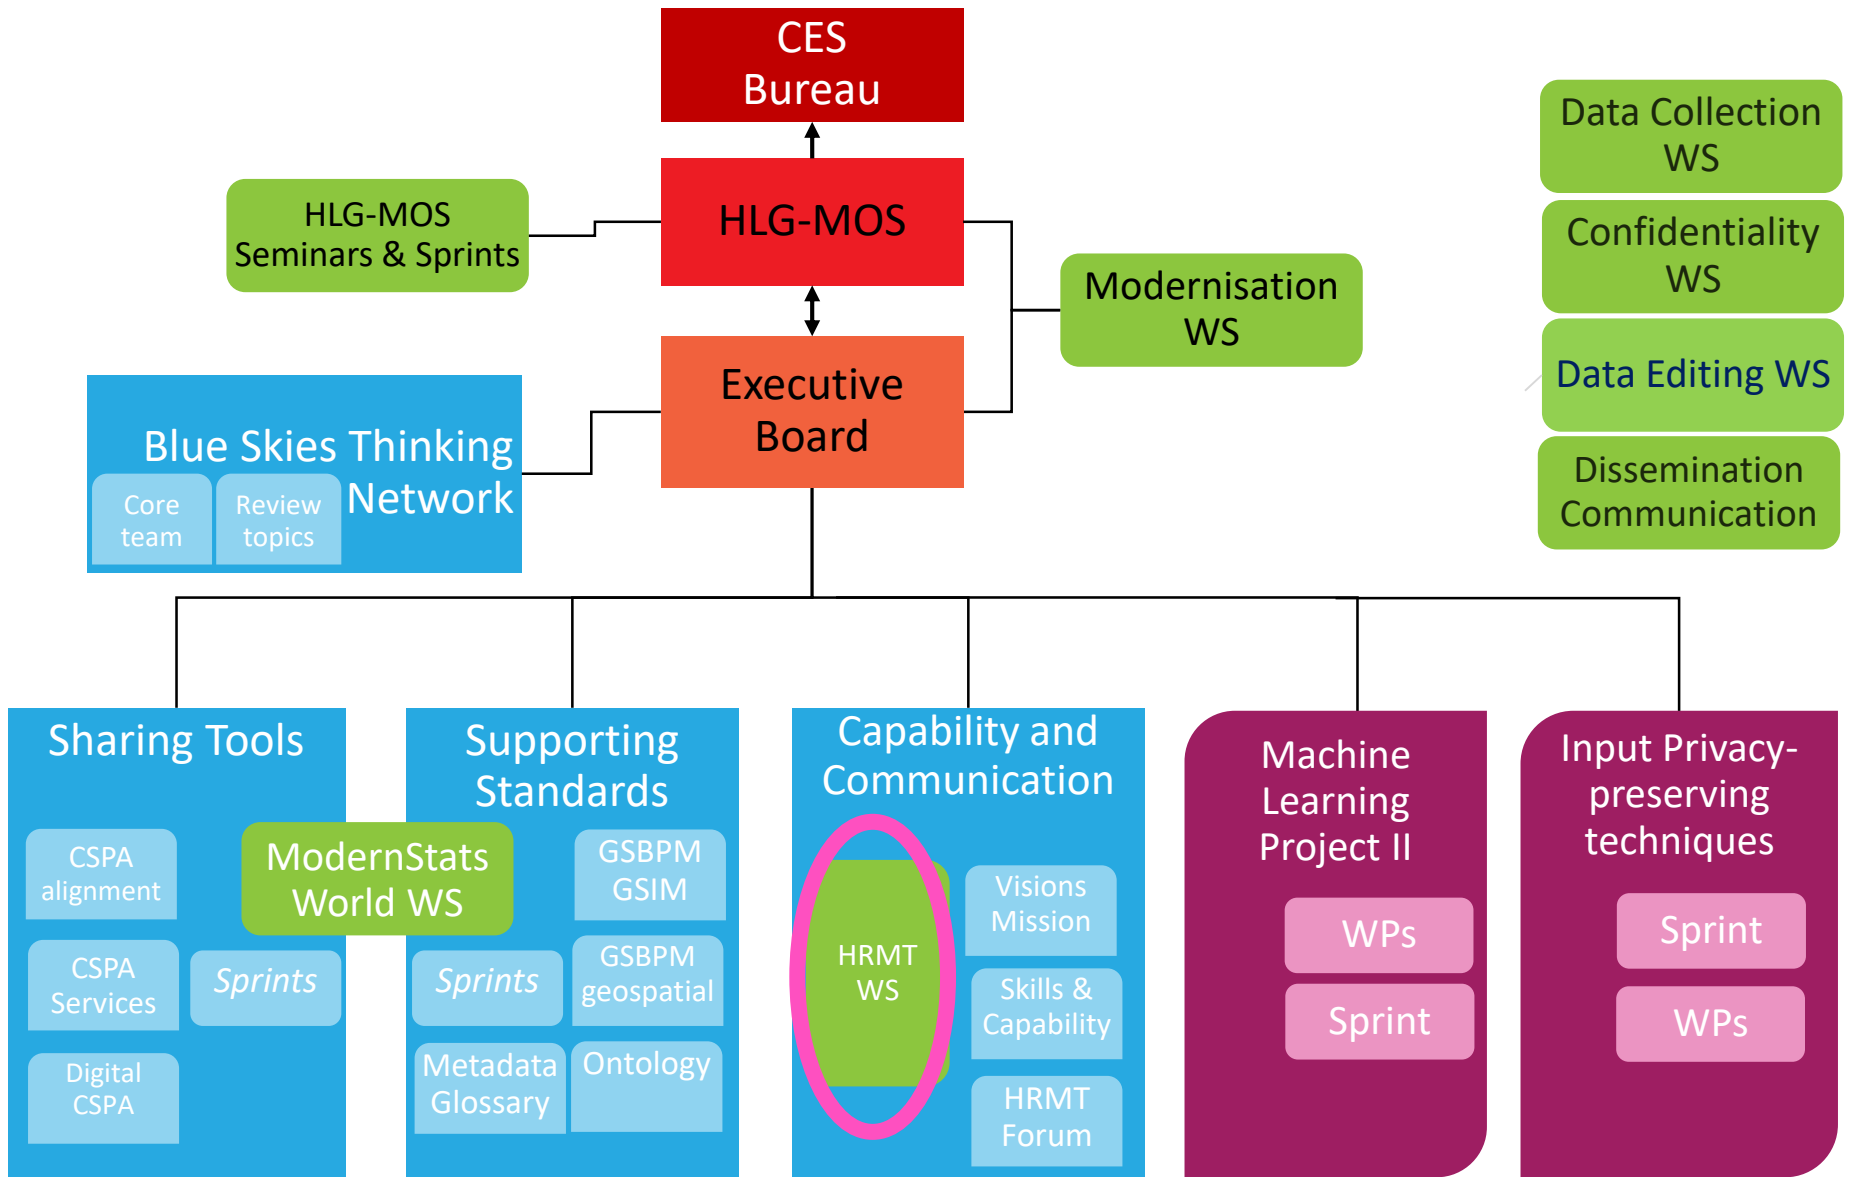 CES
Bureau
HLG-MOS
HLG-MOS
Seminars & Sprints
Modernisation
WS
Executive
Board
Blue Skies Thinking
Network
Core
team
Review
topics
Data Collection
WS
Confidentiality
WS
Data Editing WS
Dissemination
Communication
Sharing Tools
CSPA
alignment
CSPA
Services
Sprints
Digital
CSPA
ModernStats
World WS
Supporting
Standards
GSBPM
GSIM
Sprints
GSBPM
geospatial
Metadata
Glossary
Ontology
Capability and
Communication
HRMT
WS
Visions
Mission
Skills &
Capability
HRMT
Forum
Machine
Learning
Project II
WPs
Sprint
Input Privacy-
preserving
techniques
Sprint
WPs